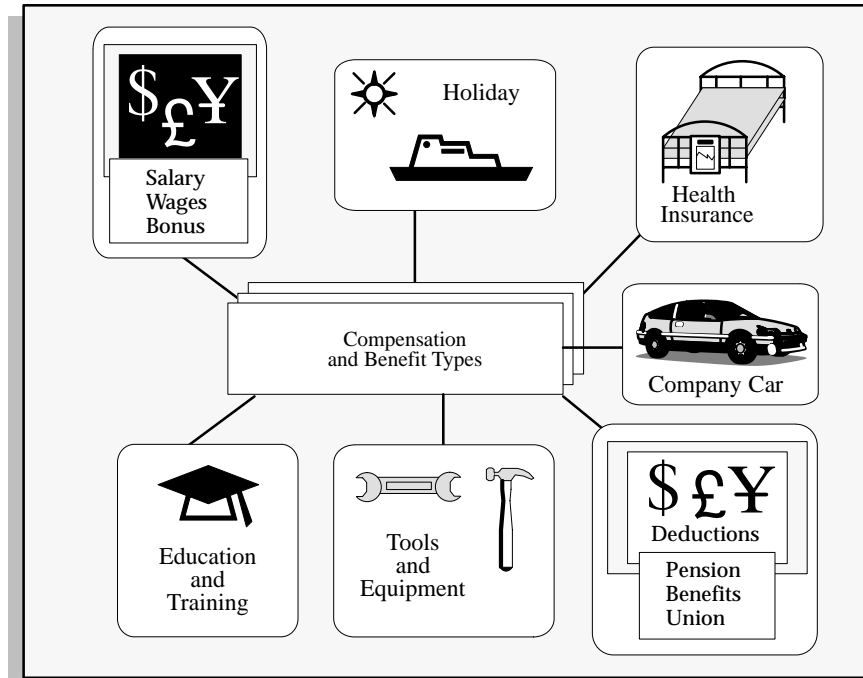 $ £ ¥
Salary
Wages
Bonus
Holiday
Health
Insurance
Compensation
and Benefit Types
Company Car
Education
and
Training
Tools
and
Equipment
$ £ ¥
Deductions
Pension
Benefits
Union